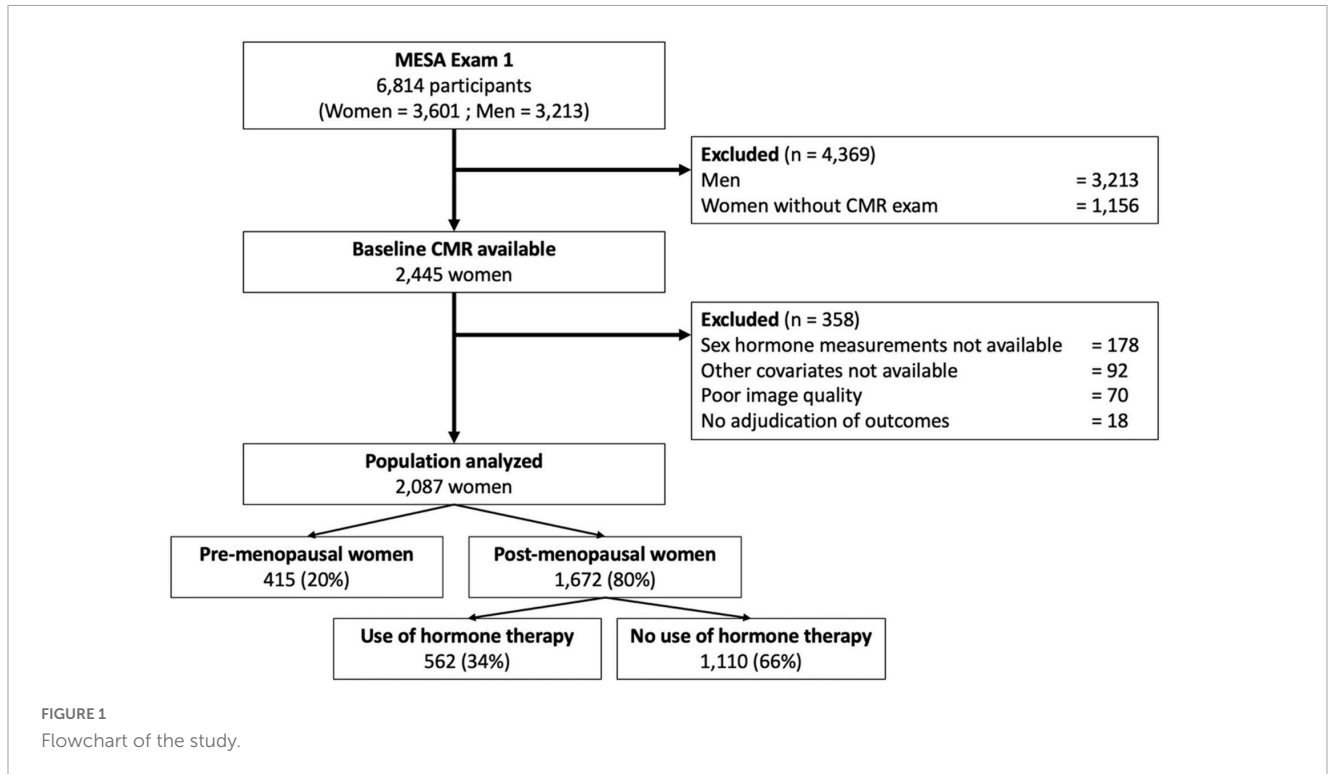 MESA Exam 1
6,814 participants
(Women = 3,601 ; Men = 3,213)
Excluded (n = 4,369)
Men = 3,213
Women without CMR exam = 1,156
Baseline CMR available
2,445 women
Excluded (n = 358)
Sex hormone measurements not available = 178
Other covariates not available = 92
Poor image quality = 70
No adjudication of outcomes = 18
Population analyzed
2,087 women
Pre-menopausal women
415 (20%)
Post-menopausal women
1,672 (80%)
Use of hormone therapy
562 (34%)
No use of hormone therapy
1,110 (66%)
FIGURE 1
Flowchart of the study.